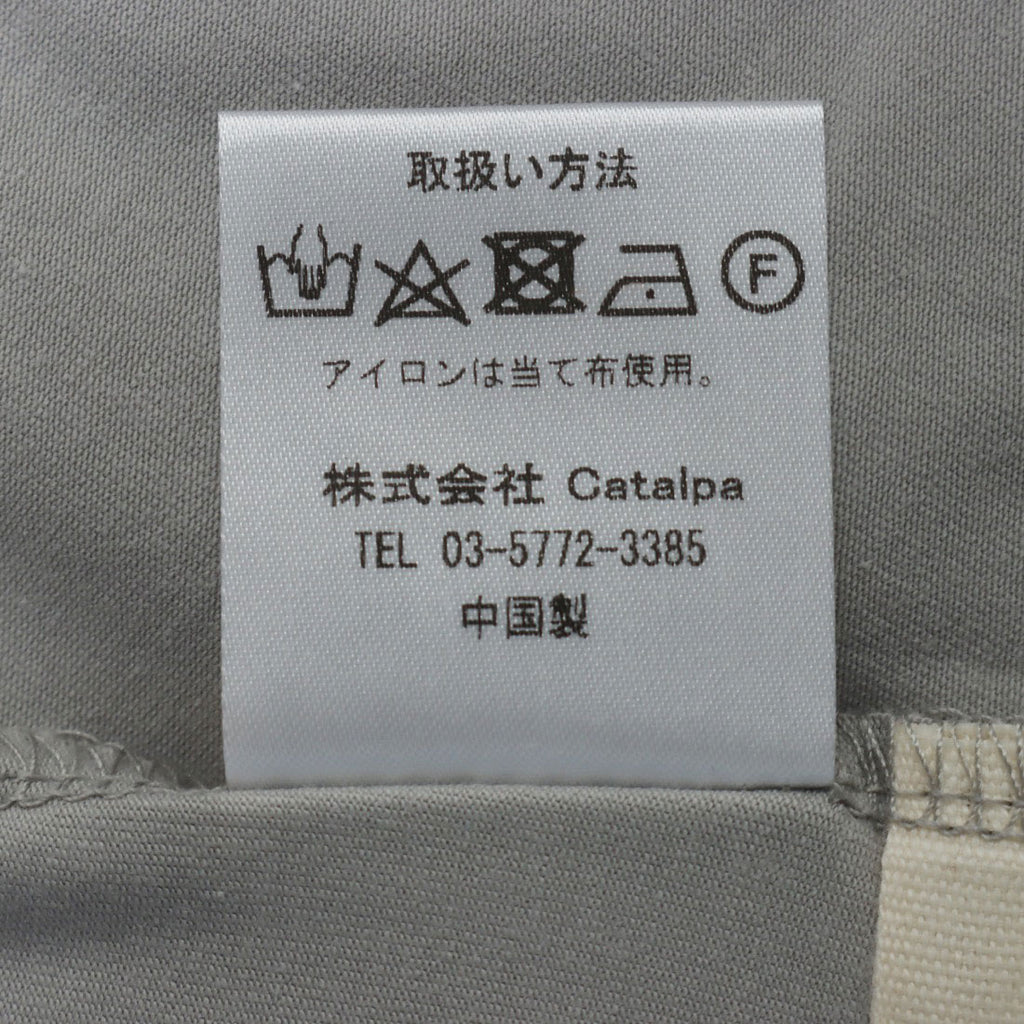 取扱い方法
F
アイロンは当て布使用。
株式会社 Catalpa
TEL 03-5772-3385
中国製